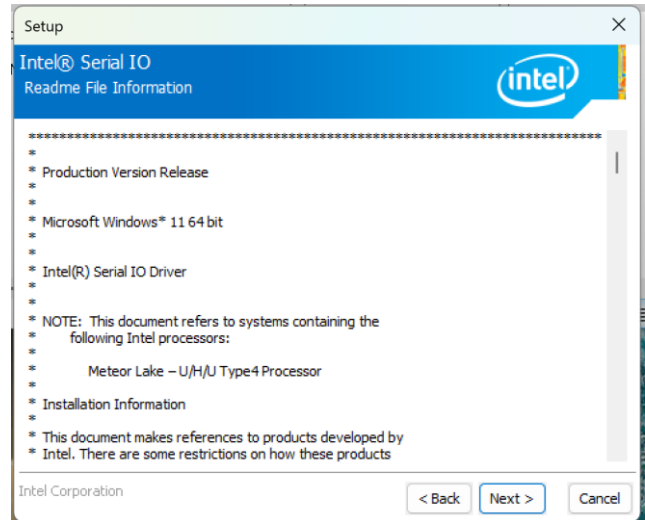 Setup
Intel® Serial IO
Readme File Information
intel
*******************************************************************************
*
* Production Version Release
*
*
* Microsoft Windows* 11 64 bit
*
*
* Intel(R) Serial IO Driver
*
*
* NOTE: This document refers to systems containing the
* following Intel processors:
*
* Meteor Lake – U/H/U Type4 Processor
*
* Installation Information
*
* This document makes references to products developed by
* Intel. There are some restrictions on how these products
Intel Corporation
< Back Next > Cancel